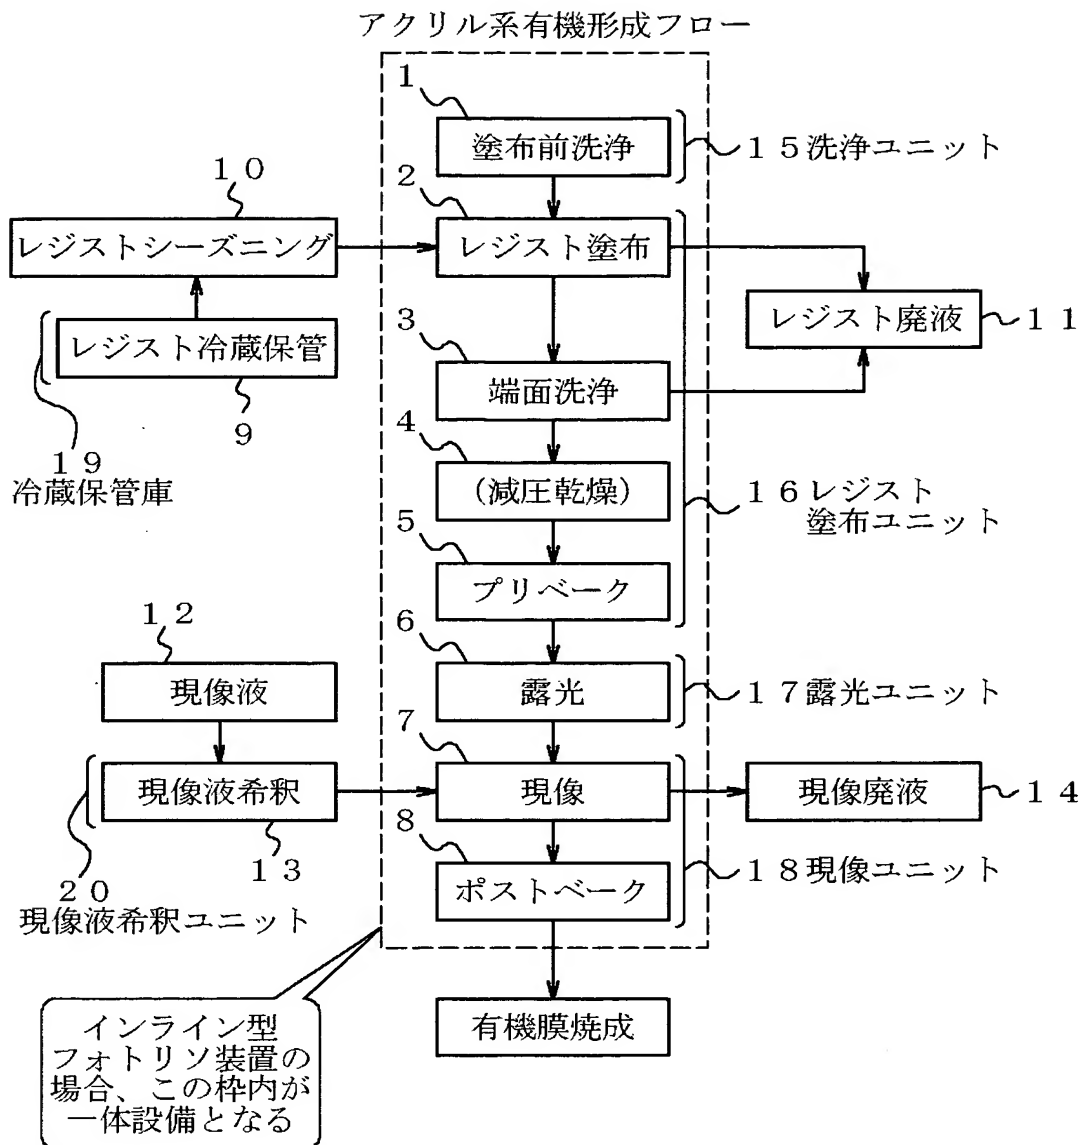 アクリル系有機形成フロー
1
塗布前洗浄
15洗浄ユニット
10
2
レジストシーズニング
レジスト塗布
3
レジスト廃液
11
レジスト冷蔵保管
端面洗浄
9
19
冷蔵保管庫
4
(減圧乾燥)
16レジスト
塗布ユニット
5
プリベーク
12
6
現像液
露光
17露光ユニット
7
現像液希釈
現像
現像廃液
14
13
20
現像液希釈ユニット
8
ポストベーク
18現像ユニット
有機膜焼成
インライン型
フォトリソ装置の
場合、この枠内が
一体設備となる